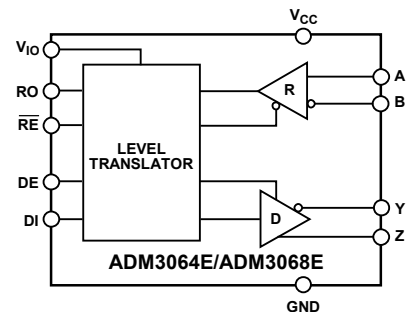 VCC
VIO
RO
RE
DE
DI
LEVEL
TRANSLATOR
R
D
A
B
Y
Z
ADM3064E/ADM3068E
GND